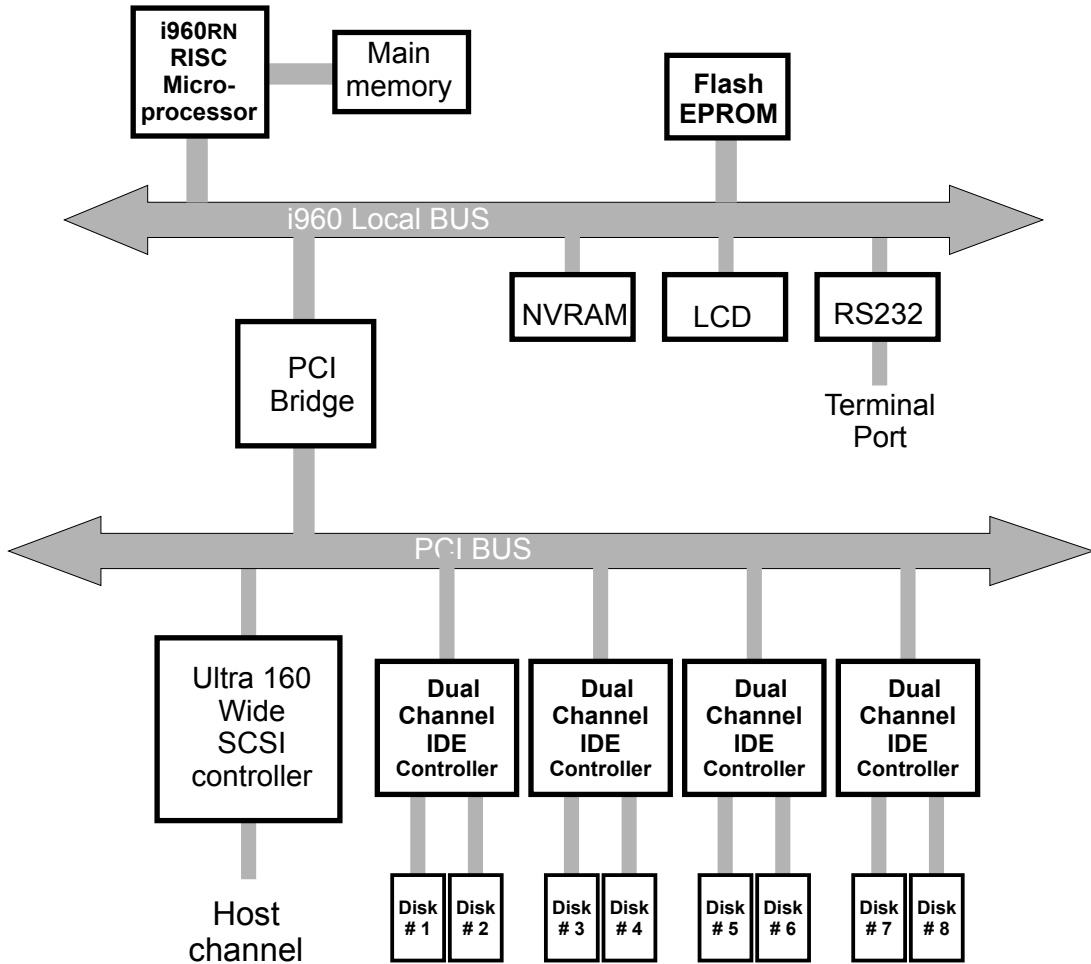 i960RN
RISC
Micro-
processor
Main
memory
Flash
EPROM
i960 Local BUS
NVRAM
LCD
RS232
PCI
Bridge
Terminal
Port
PCI BUS
Ultra 160
Wide
SCSI
controller
Dual
Channel
IDE
Controller
Dual
Channel
IDE
Controller
Dual
Channel
IDE
Controller
Dual
Channel
IDE
Controller
Host
channel
Disk
# 1
Disk
# 2
Disk
# 3
Disk
# 4
Disk
# 5
Disk
# 6
Disk
# 7
Disk
# 8